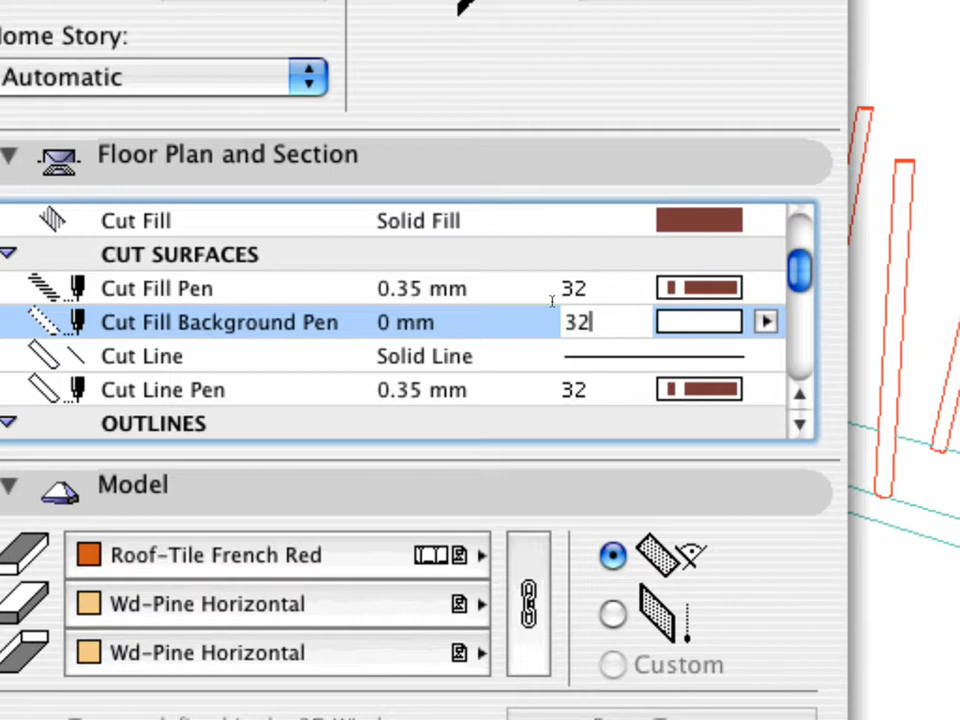 ome Story:
Automatic
Floor Plan and Section
Cut Fill Solid Fill
CUT SURFACES
Cut Fill Pen 0.35 mm 32
Cut Fill Background Pen 0 mm 32
Cut Line Solid Line
Cut Line Pen 0.35 mm 32
OUTLINES
Model
Roof-Tile French Red
Wd-Pine Horizontal
Wd-Pine Horizontal
Custom